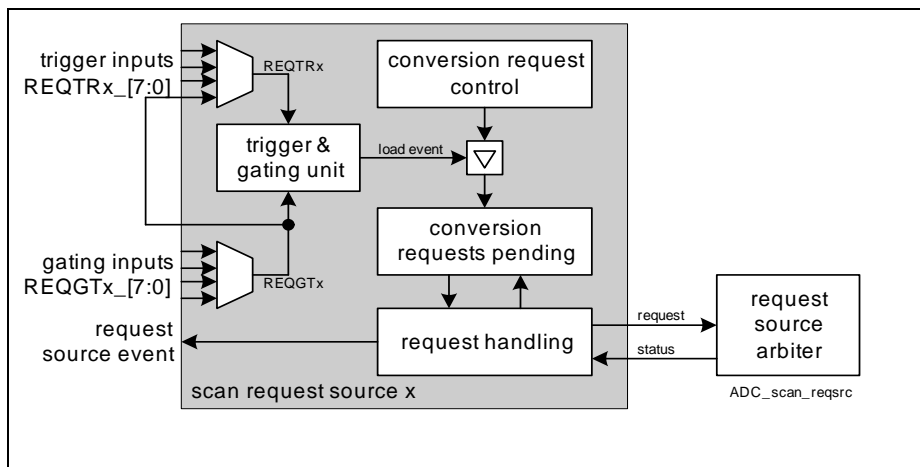 trigger inputs
REQTRx_[7:0]
REQTRx
conversion request
control
trigger &
gating unit
load event
conversion
requests pending
gating inputs
REQGTx_[7:0]
REQGTx
request
source event
request handling
request
status
request
source
arbiter
scan request source x
ADC_scan_reqsrc